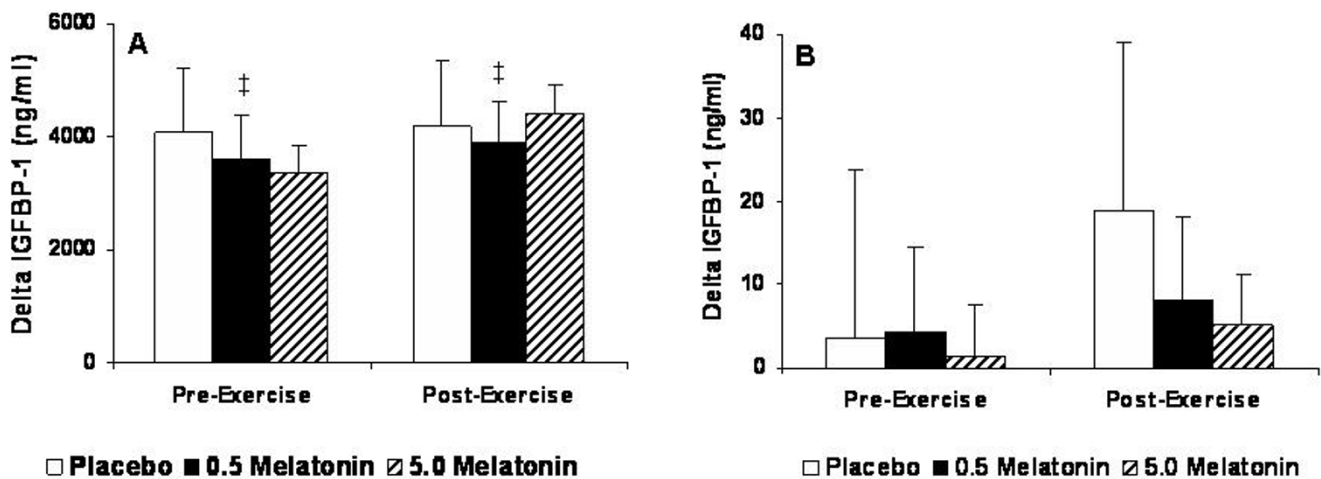 A
Delta IGFBP-1 (ng/ml)
6000
4000
2000
0
‡
‡
Pre-Exercise
Post-Exercise
Placebo 0.5 Melatonin 5.0 Melatonin
B
Delta IGFBP-1 (ng/ml)
40
30
20
10
0
Pre-Exercise
Post-Exercise
Placebo 0.5 Melatonin 5.0 Melatonin